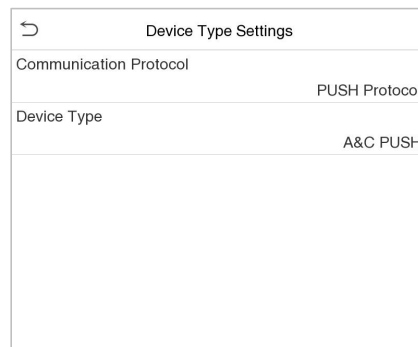 Device Type Settings
Communication Protocol
PUSH Protoco
Device Type
A&C PUSH